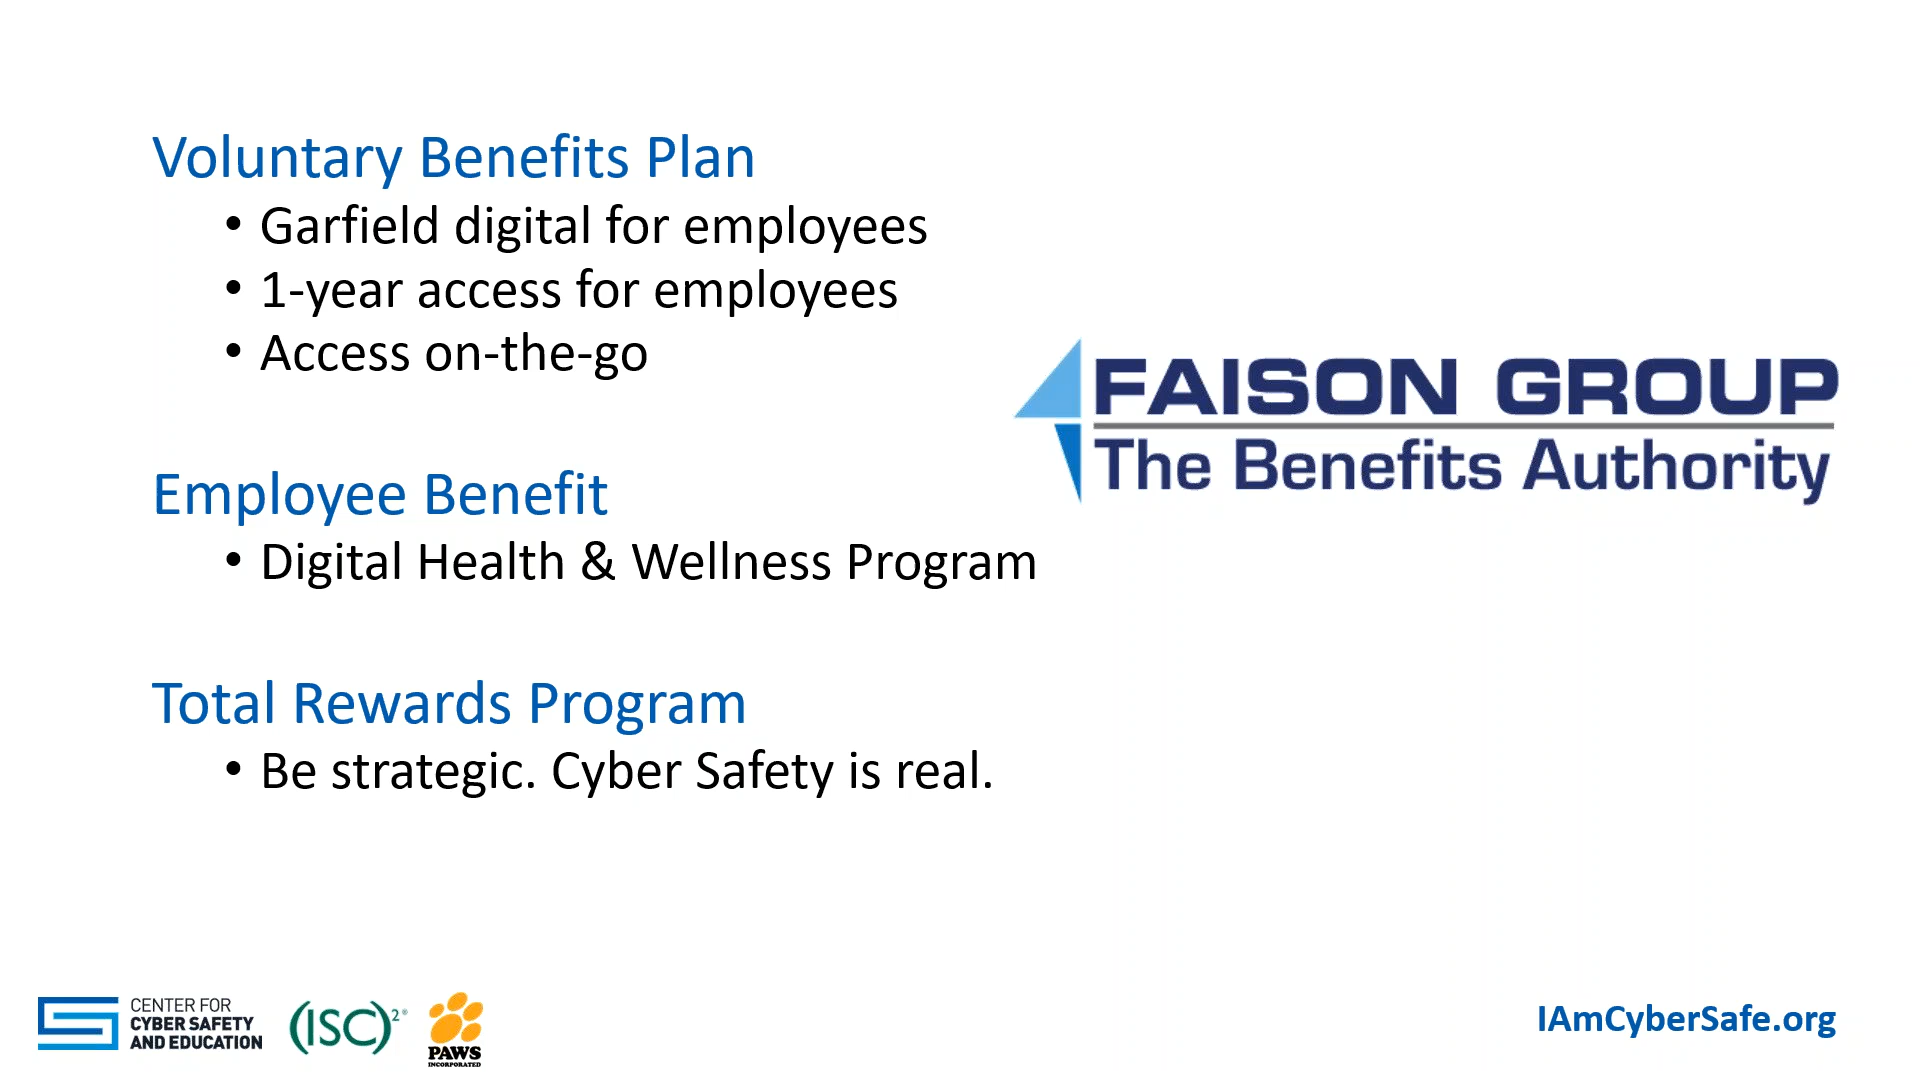 Voluntary Benefits Plan
• Garfield digital for employees
• 1-year access for employees
• Access on-the-go
FAISON GROUP
The Benefits Authority
Employee Benefit
• Digital Health & Wellness Program
Total Rewards Program
• Be strategic. Cyber Safety is real.
CENTER FOR
CYBER SAFETY
AND EDUCATION
(ISC)²®
PAWS
INCORPORATED
IAmCyberSafe.org